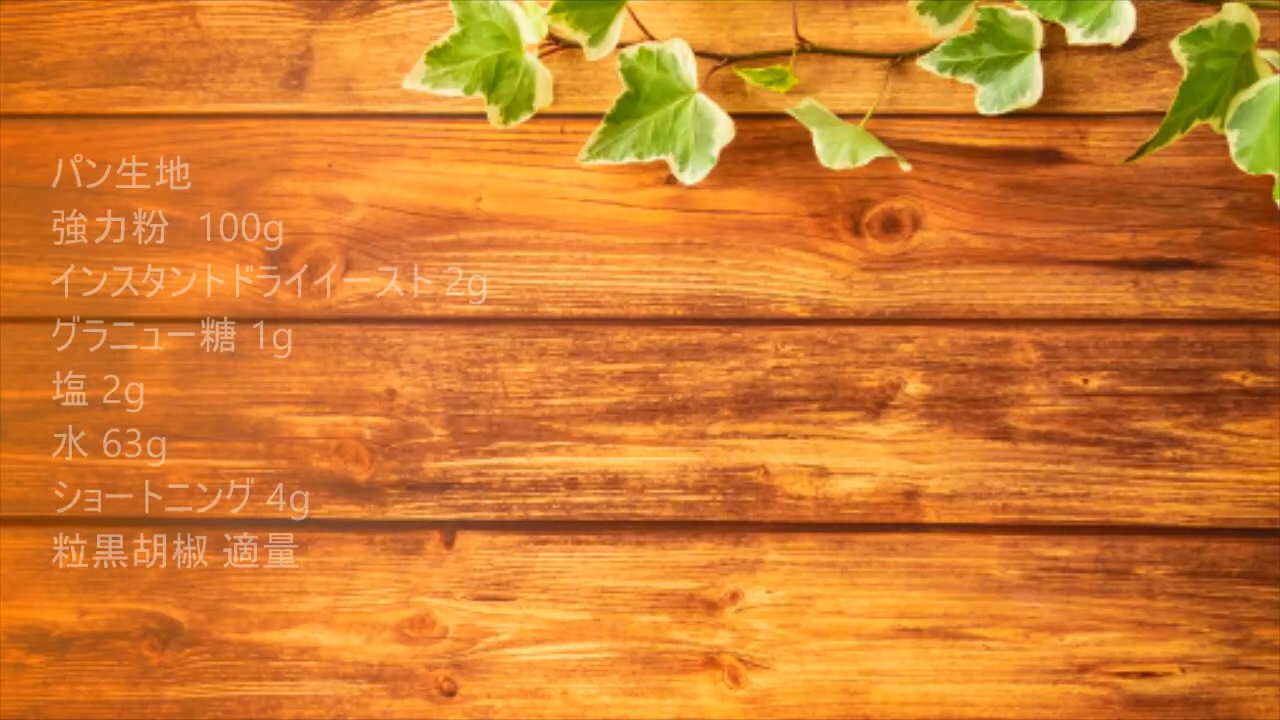 パン生地
強力粉 100g
インスタントドライイースト 2g
グラニュー糖 1g
塩 2g
水 63g
ショートニング 4g
粒黒胡椒 適量